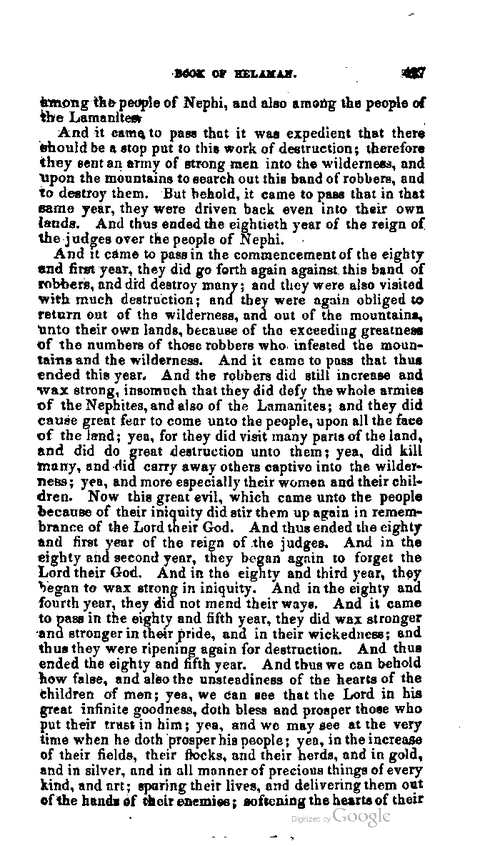 BOOK OF HELAMAN. 427
among the people of Nephi, and also among the people of
the Lamanites
And it came to pass that it was expedient that there
should be a stop put to this work of destruction; therefore
they sent an army of strong men into the wilderness, and
upon the mountains to search out this band of robbers, and
to destroy them. But behold, it came to pass that in that
same year, they were driven back even into their own
lands. And thus ended the eightieth year of the reign of
the judges over the people of Nephi.
And it came to pass in the commencement of the eighty
and first year, they did go forth again against this band of
robbers, and did destroy many; and they were also visited
with much destruction; and they were again obliged to
return out of the wilderness, and out of the mountains,
unto their own lands, because of the exceeding greatness
of the numbers of those robbers who infested the moun-
tains and the wilderness. And it came to pass that thus
ended this year. And the robbers did still increase and
wax strong, insomuch that they did defy the whole armies
of the Nephites, and also of the Lamanites; and they did
cause great fear to come unto the people, upon all the face
of the land; yea, for they did visit many parts of the land,
and did do great destruction unto them; yea, did kill
many, and did carry away others captive into the wilder-
ness; yea, and more especially their women and their chil-
dren. Now this great evil, which came unto the people
because of their iniquity did stir them up again in remem-
brance of the Lord their God. And thus ended the eighty
and first year of the reign of the judges. And in the
eighty and second year, they began again to forget the
Lord their God. And in the eighty and third year, they
began to wax strong in iniquity. And in the eighty and
fourth year, they did not mend their ways. And it came
to pass in the eighty and fifth year, they did wax stronger
and stronger in their pride, and in their wickedness; and
thus they were ripening again for destruction. And thus
ended the eighty and fifth year. And thus we can behold
how false, and also the unsteadiness of the hearts of the
children of men; yea, we can see that the Lord in his
great infinite goodness, doth bless and prosper those who
put their trust in him; yea, and we may see at the very
time when he doth prosper his people; yea, in the increase
of their fields, their flocks, and their herds, and in gold,
and in silver, and in all manner of precious things of every
kind, and art; sparing their lives, and delivering them out
of the hands of their enemies; softening the hearts of their
Digitized by Google